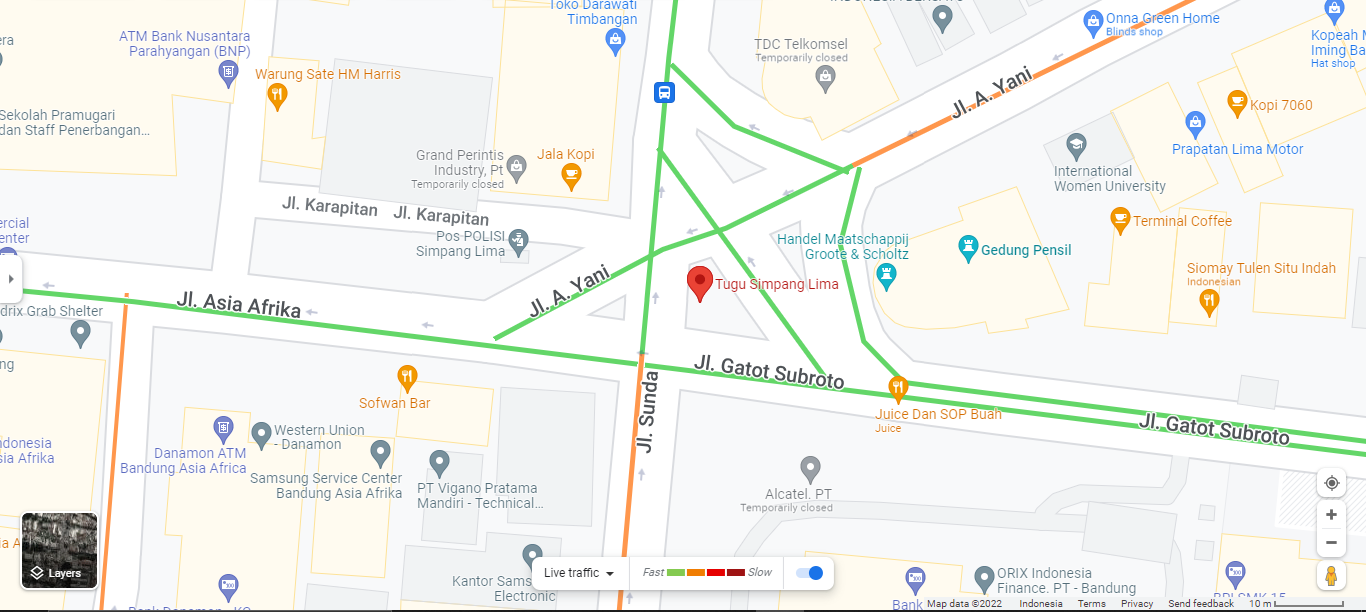 INDONESIA BERSATU
Toko Darawati
Timbangan
Onna Green Home
Blinds shop
Kopeah M
Iming Ba
Hat shop
ATM Bank Nusantara
Parahyangan (BNP)
TDC Telkomsel
Temporarily closed
era
Warung Sate HM Harris
Jl. A. Yani
Kopi 7060
Sekolah Pramugari
dan Staff Penerbangan...
Prapatan Lima Motor
Grand Perintis
Industry, Pt
Temporarily closed
Jala Kopi
International
Women University
Jl. Karapitan
Jl. Karapitan
ercial
enter
Pos POLISI
Simpang Lima
Handel Maatschappij
Groote & Scholtz
Terminal Coffee
Gedung Pensil
Siomay Tulen Situ Indah
Indonesian
Jl. A. Yani
Tugu Simpang Lima
Jl. Asia Afrika
drix Grab Shelter
Jl. Gatot Subroto
ng
Sofwan Bar
Jl. Sunda
Juice Dan SOP Buah
Juice
Jl. Gatot Subroto
Western Union
- Danamon
ndonesia
sia Afrika
Danamon ATM
Bandung Asia Africa
Samsung Service Center
Bandung Asia Afrika
PT Vigano Pratama
Mandiri - Technical...
Alcatel. PT
Temporarily closed
a A
Layers
Live traffic
Fast
Slow
Kantor Sams
Electronic
ORIX Indonesia
Finance. PT - Bandung
Bank
Map data ©2022
Indonesia
Terms
Privacy
Send feedback
10 m